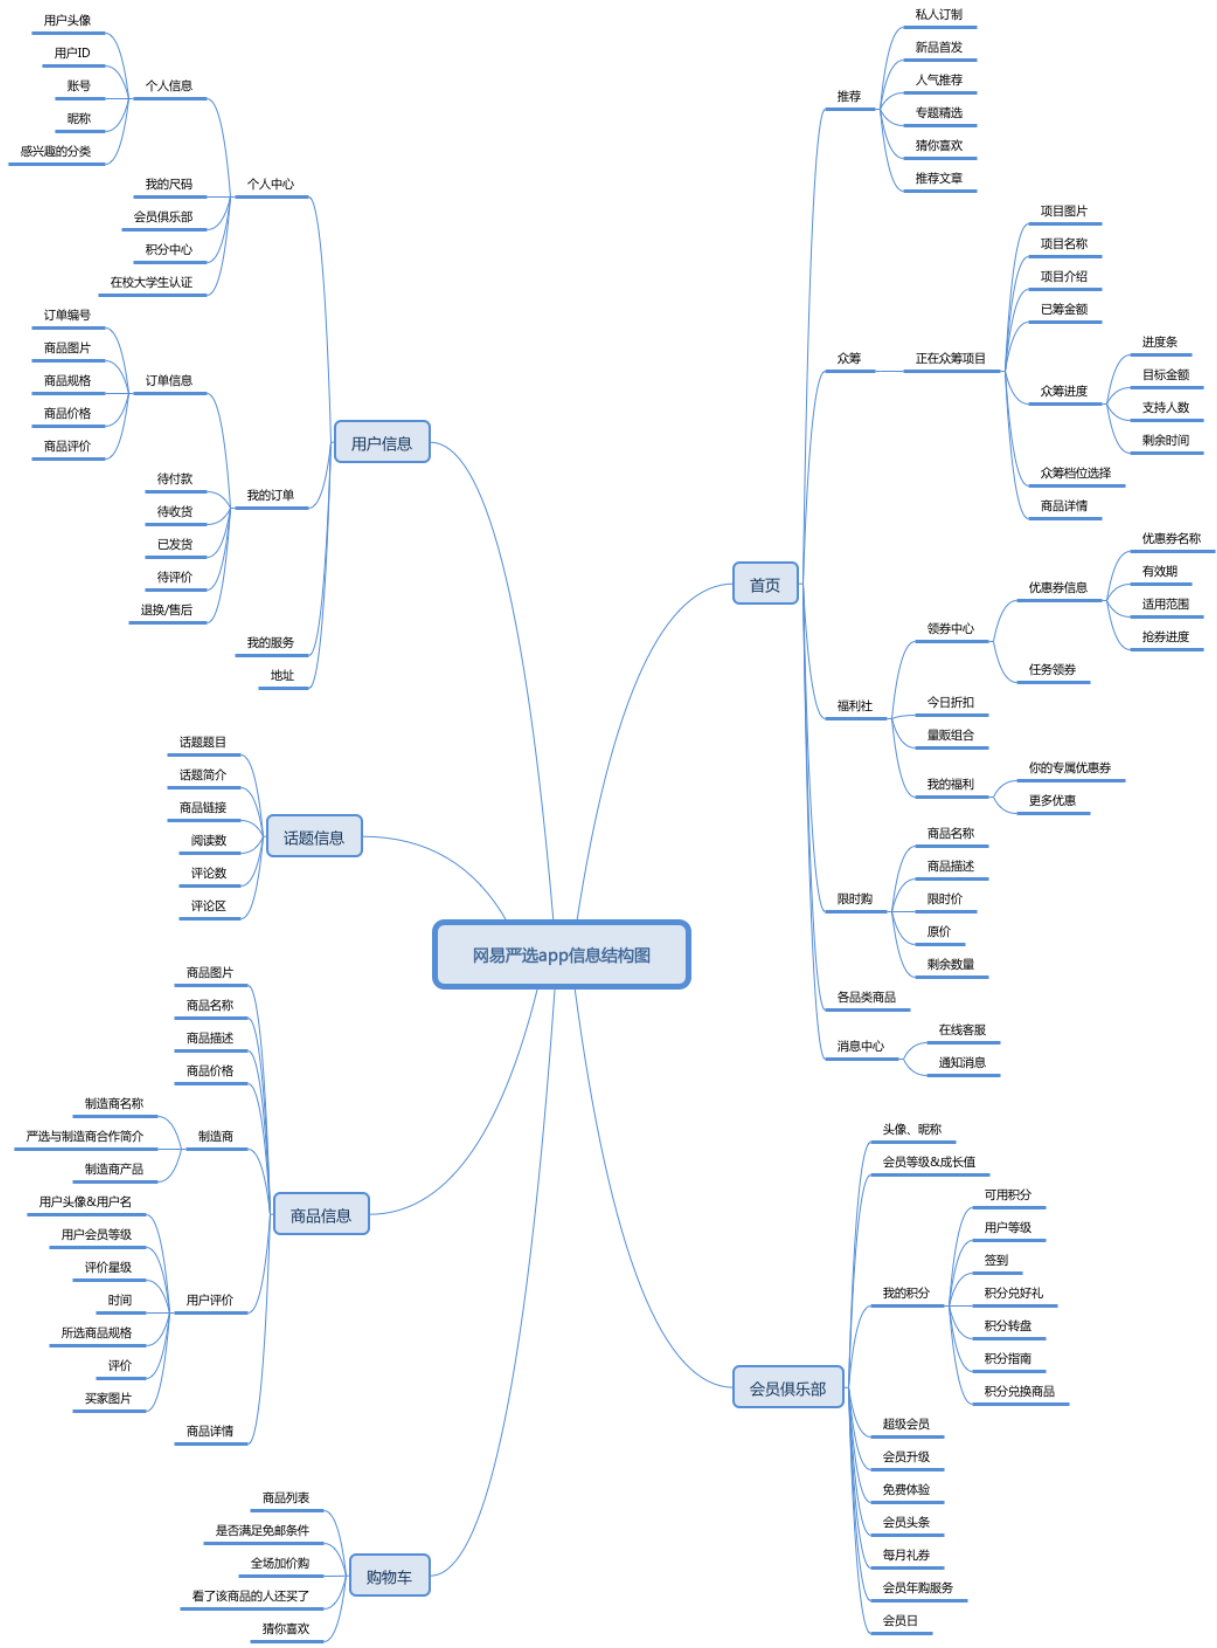 网易严选app信息结构图
首页
推荐
私人订制
新品首发
人气推荐
专题精选
猜你喜欢
推荐文章
众筹
正在众筹项目
项目图片
项目名称
项目介绍
已筹金额
众筹进度
进度条
目标金额
支持人数
剩余时间
众筹档位选择
商品详情
福利社
领券中心
优惠券信息
优惠券名称
有效期
适用范围
抢券进度
任务领券
今日折扣
量贩组合
我的福利
你的专属优惠券
更多优惠
限时购
商品名称
商品描述
限时价
原价
剩余数量
各品类商品
消息中心
在线客服
通知消息
会员俱乐部
头像、昵称
会员等级&成长值
我的积分
可用积分
用户等级
签到
积分兑好礼
积分转盘
积分指南
积分兑换商品
超级会员
会员升级
免费体验
会员头条
每月礼券
会员年购服务
会员日
用户信息
个人中心
个人信息
用户头像
用户ID
账号
昵称
感兴趣的分类
我的尺码
会员俱乐部
积分中心
在校大学生认证
我的订单
订单信息
订单编号
商品图片
商品规格
商品价格
商品评价
待付款
待收货
已发货
待评价
退换/售后
我的服务
地址
话题信息
话题题目
话题简介
商品链接
阅读数
评论数
评论区
商品信息
商品图片
商品名称
商品描述
商品价格
制造商
制造商名称
严选与制造商合作简介
制造商产品
用户评价
用户头像&用户名
用户会员等级
评价星级
时间
所选商品规格
评价
买家图片
商品详情
购物车
商品列表
是否满足免邮条件
全场加价购
看了该商品的人还买了
猜你喜欢